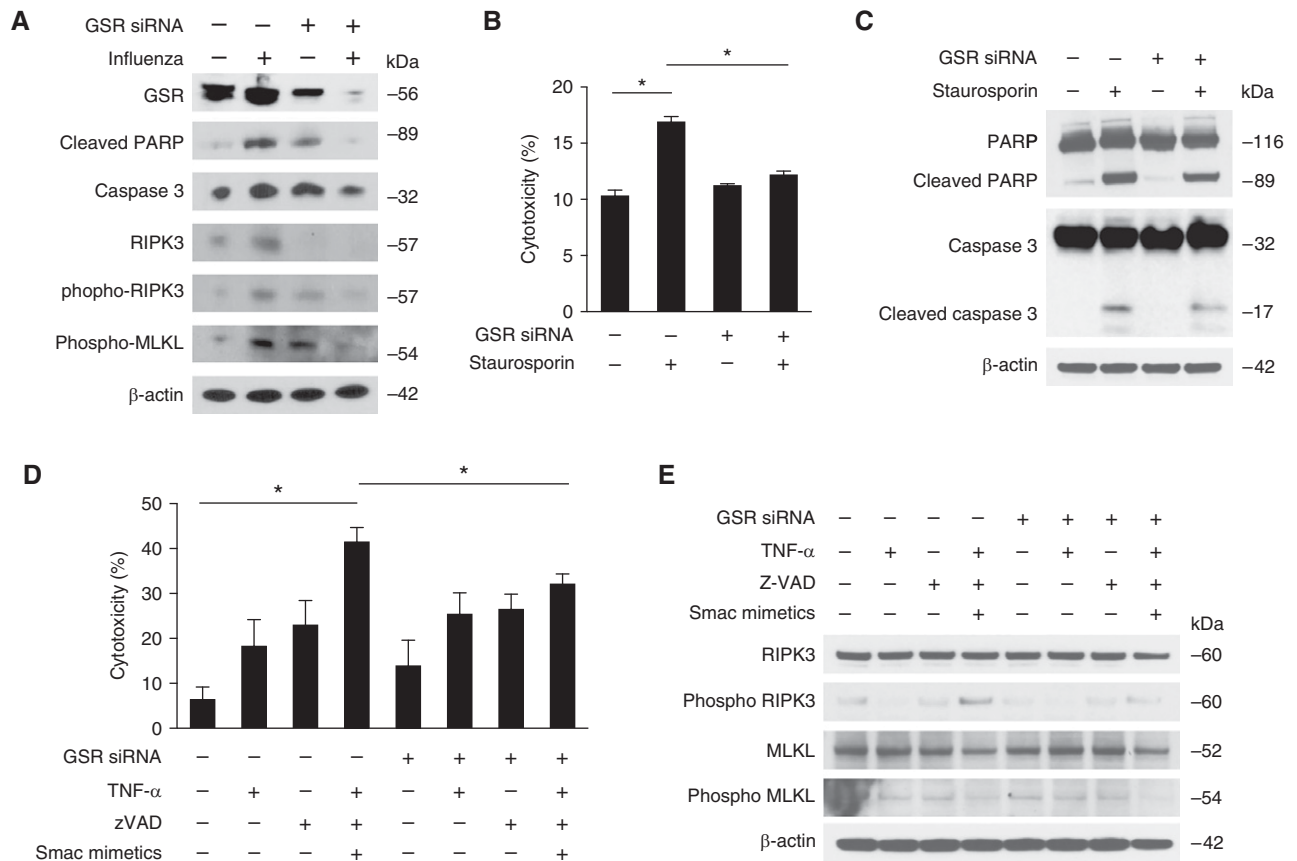 A
GSR siRNA − − + +
Influenza − + − + kDa
GSR −56
Cleaved PARP −89
Caspase 3 −32
RIPK3 −57
phopho-RIPK3 −57
Phospho-MLKL −54
β-actin −42
B
* *
Cytotoxicity (%)
20
15
10
5
0
GSR siRNA − − + +
Staurosporin − + − +
C
GSR siRNA − − + +
Staurosporin − + − + kDa
PARP −116
Cleaved PARP −89
Caspase 3 −32
Cleaved caspase 3 −17
β-actin −42
D
* *
Cytotoxicity (%)
50
40
30
20
10
0
GSR siRNA − − − − + + + +
TNF-α − + − + − + − +
zVAD − − + + − − + +
Smac mimetics − − − + − − − +
E
GSR siRNA − − − − + + + +
TNF-α − + − + − + − +
Z-VAD − − + + − − + +
Smac mimetics − − − + − − − +
kDa
RIPK3 −60
Phospho RIPK3 −60
MLKL −52
Phospho MLKL −54
β-actin −42